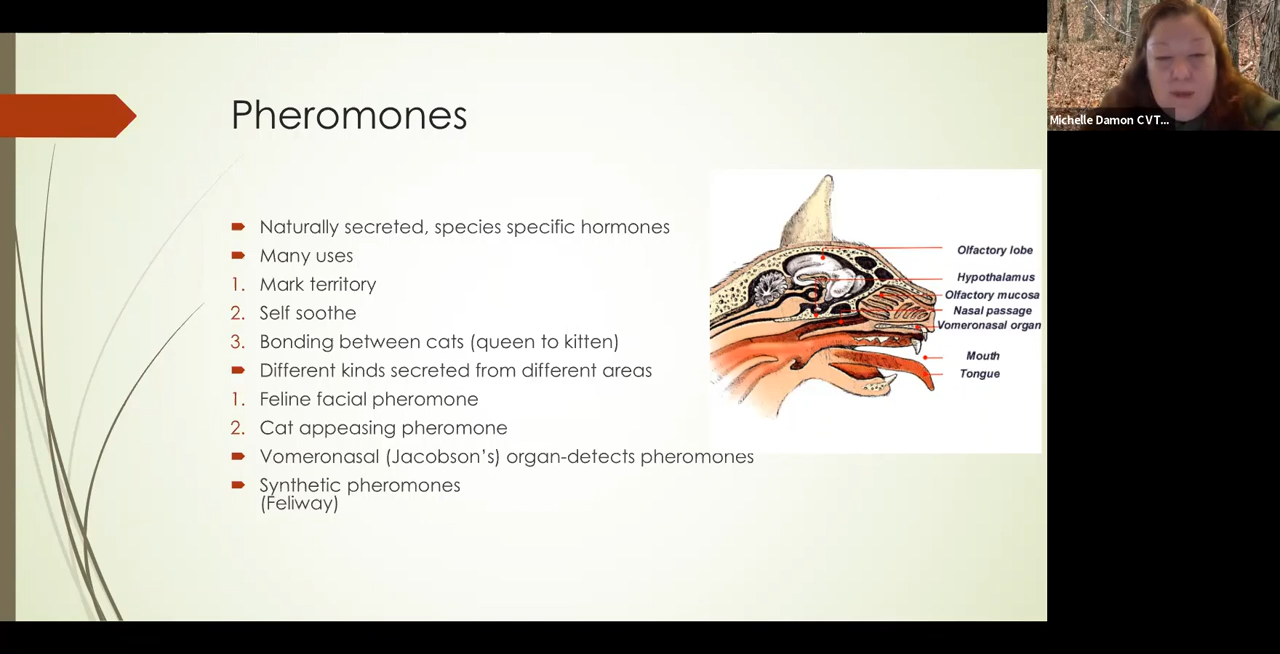 Pheromones
Naturally secreted, species specific hormones
Many uses
1. Mark territory
2. Self soothe
3. Bonding between cats (queen to kitten)
Different kinds secreted from different areas
1. Feline facial pheromone
2. Cat appeasing pheromone
Vomeronasal (Jacobson’s) organ-detects pheromones
Synthetic pheromones
(Feliway)
Olfactory lobe
Hypothalamus
Olfactory mucosa
Nasal passage
Vomeronasal organ
Mouth
Tongue
Michelle Damon CVT...